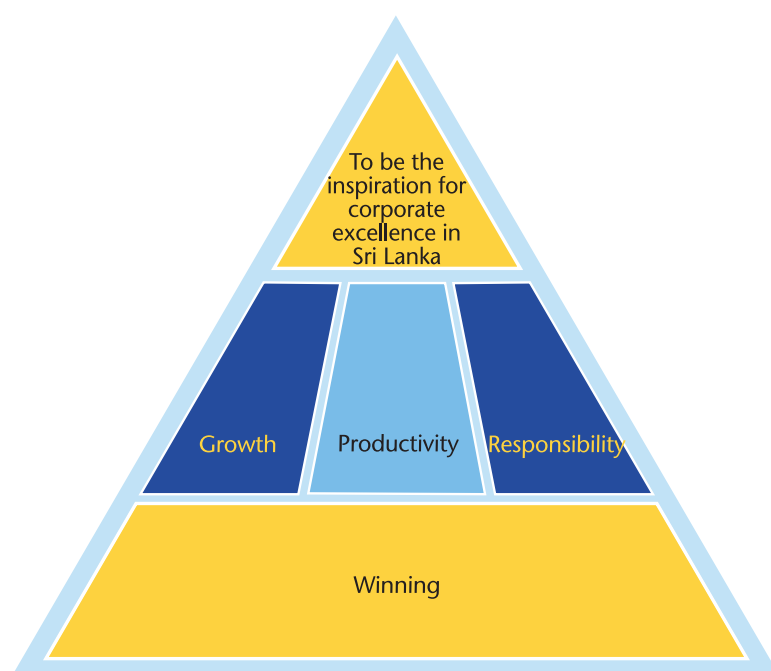 To be the
inspiration for
corporate
excellence in
Sri Lanka
Growth
Productivity
Responsibility
Winning